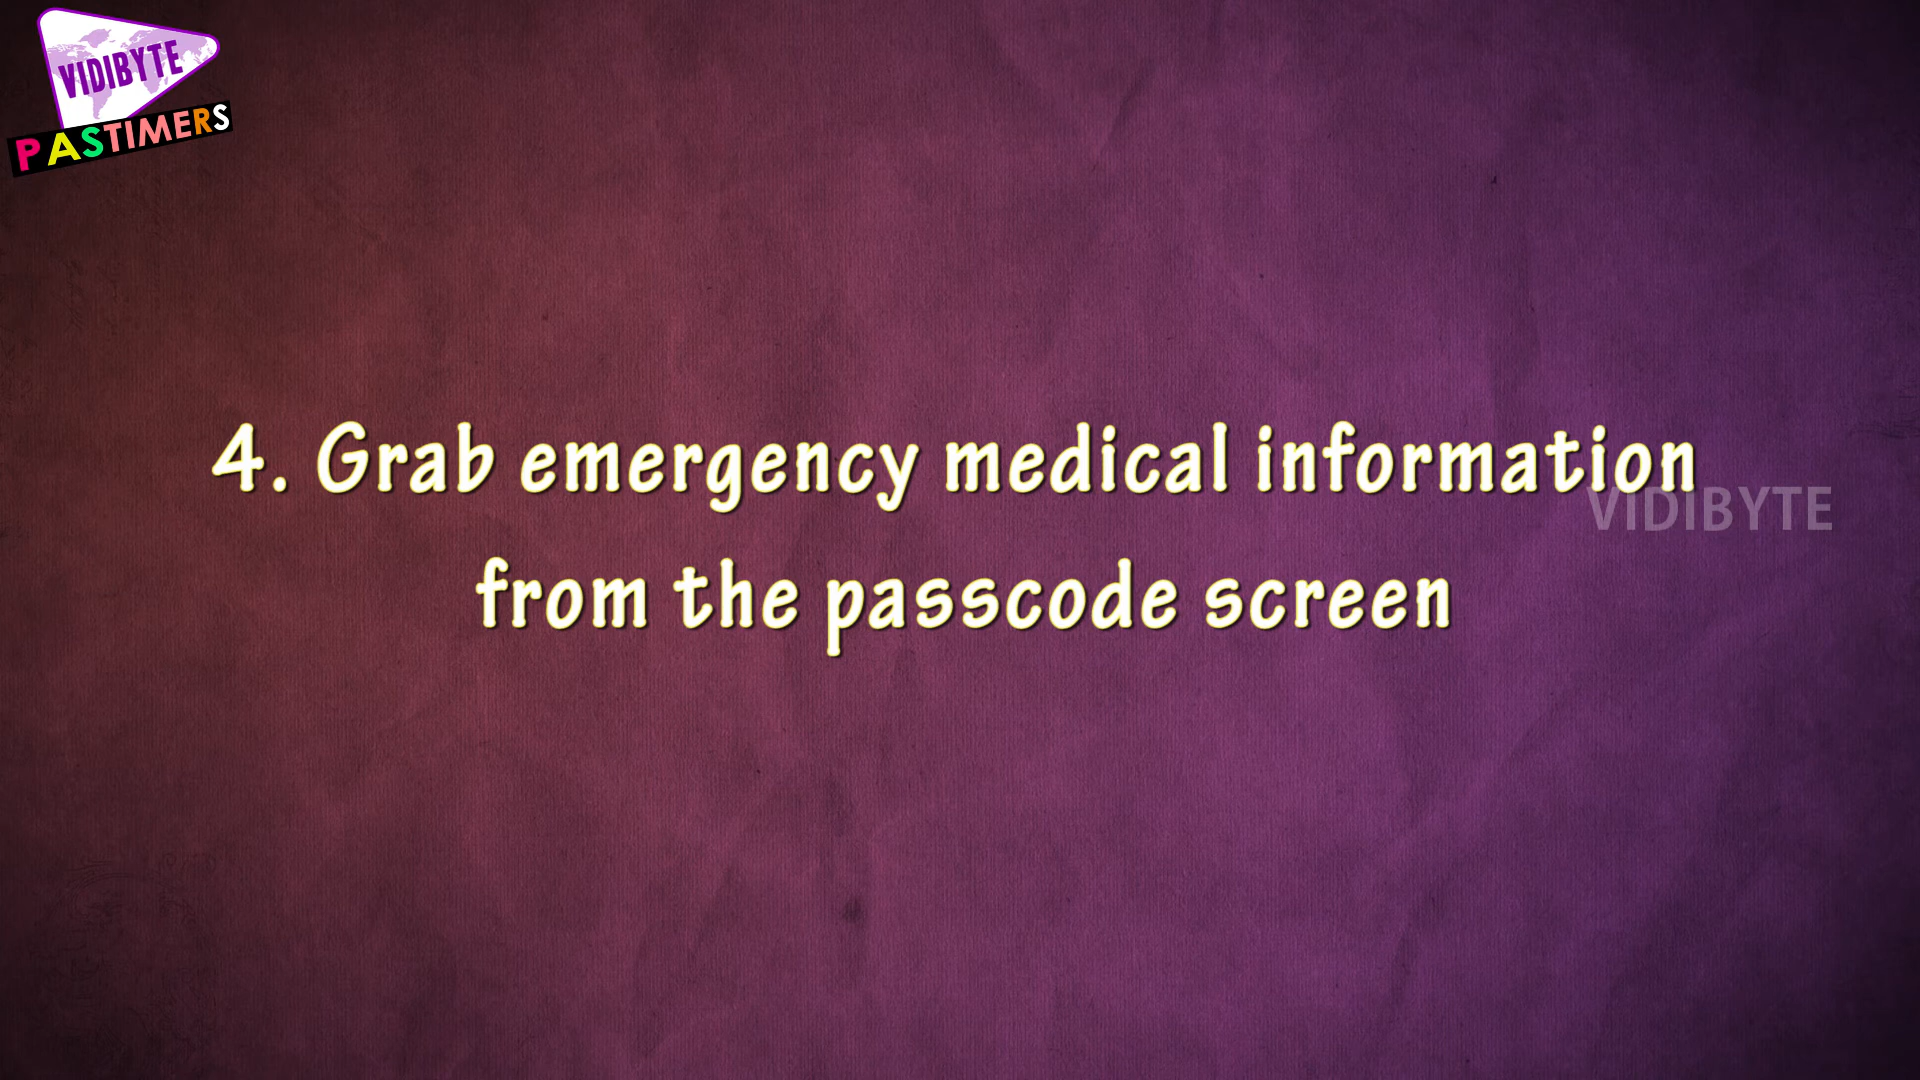 VIDIBYTE
PASTIMERS
4. Grab emergency medical information
VIDIBYTE
from the passcode screen